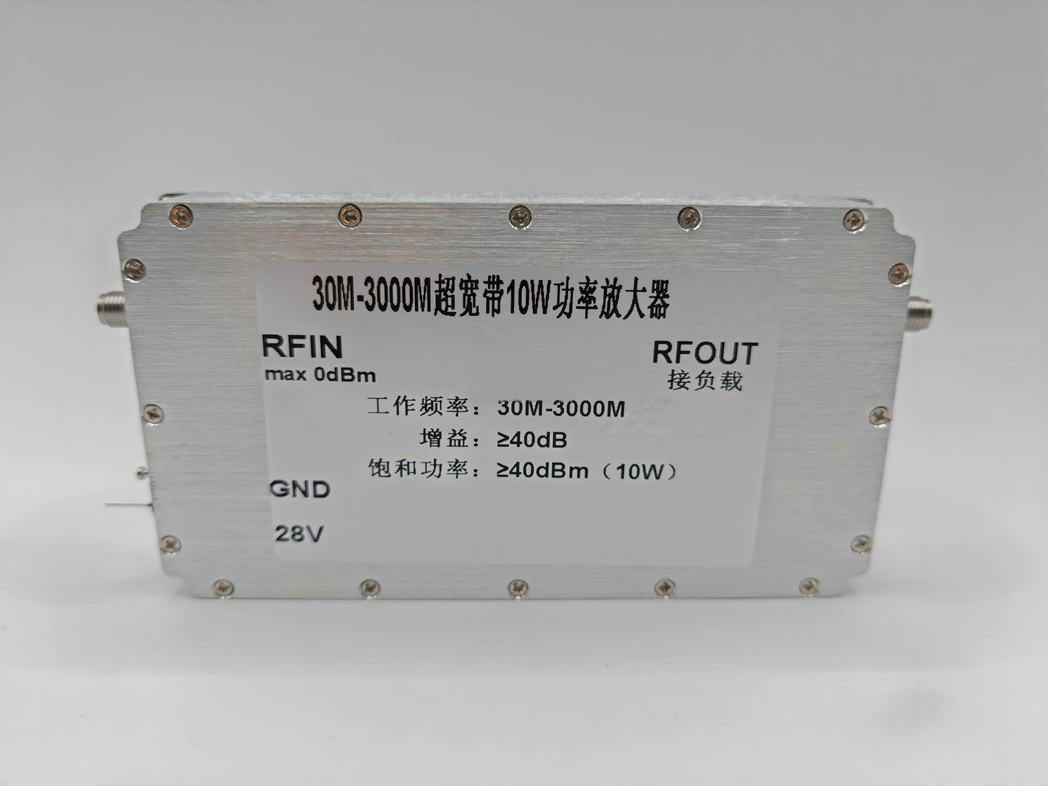 30M-3000M超宽带10W功率放大器
RFIN
RFOUT
max 0dBm
接负载
工作频率：30M-3000M
增益：≥40dB
饱和功率：≥40dBm（10W）
GND
28V